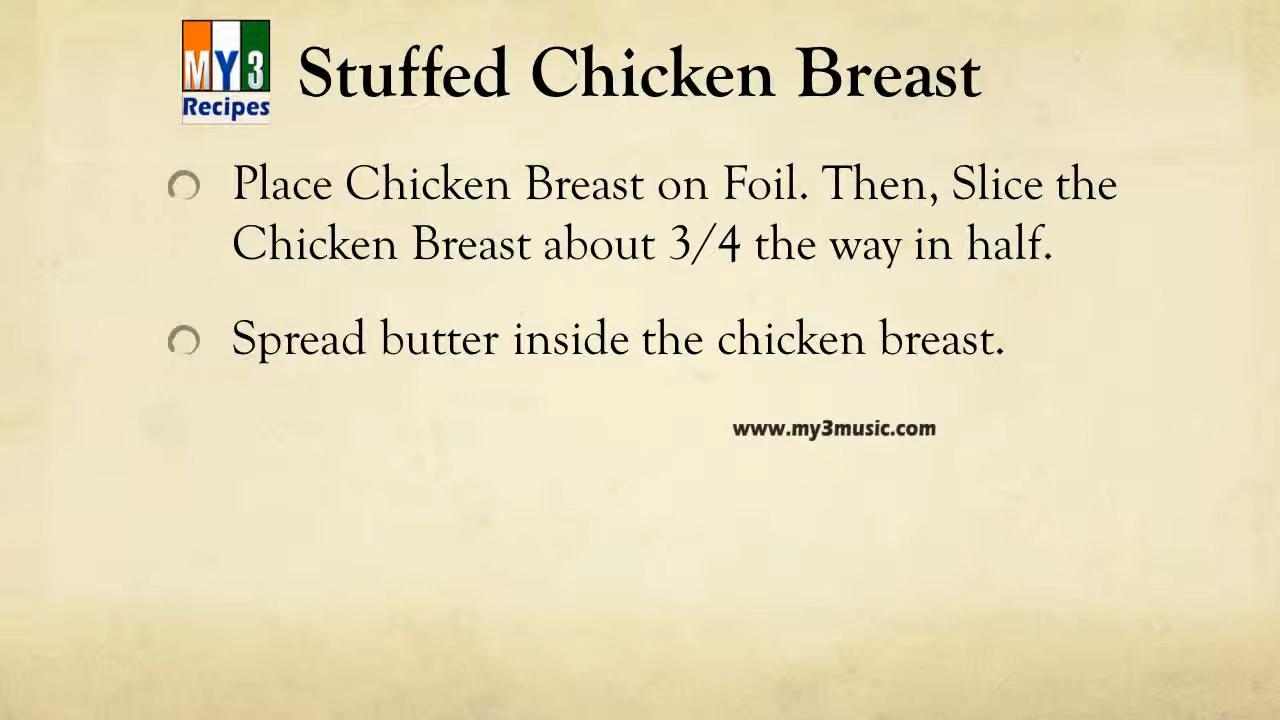 MY3
Recipes
Stuffed Chicken Breast
Place Chicken Breast on Foil. Then, Slice the
Chicken Breast about 3/4 the way in half.
Spread butter inside the chicken breast.
www.my3music.com